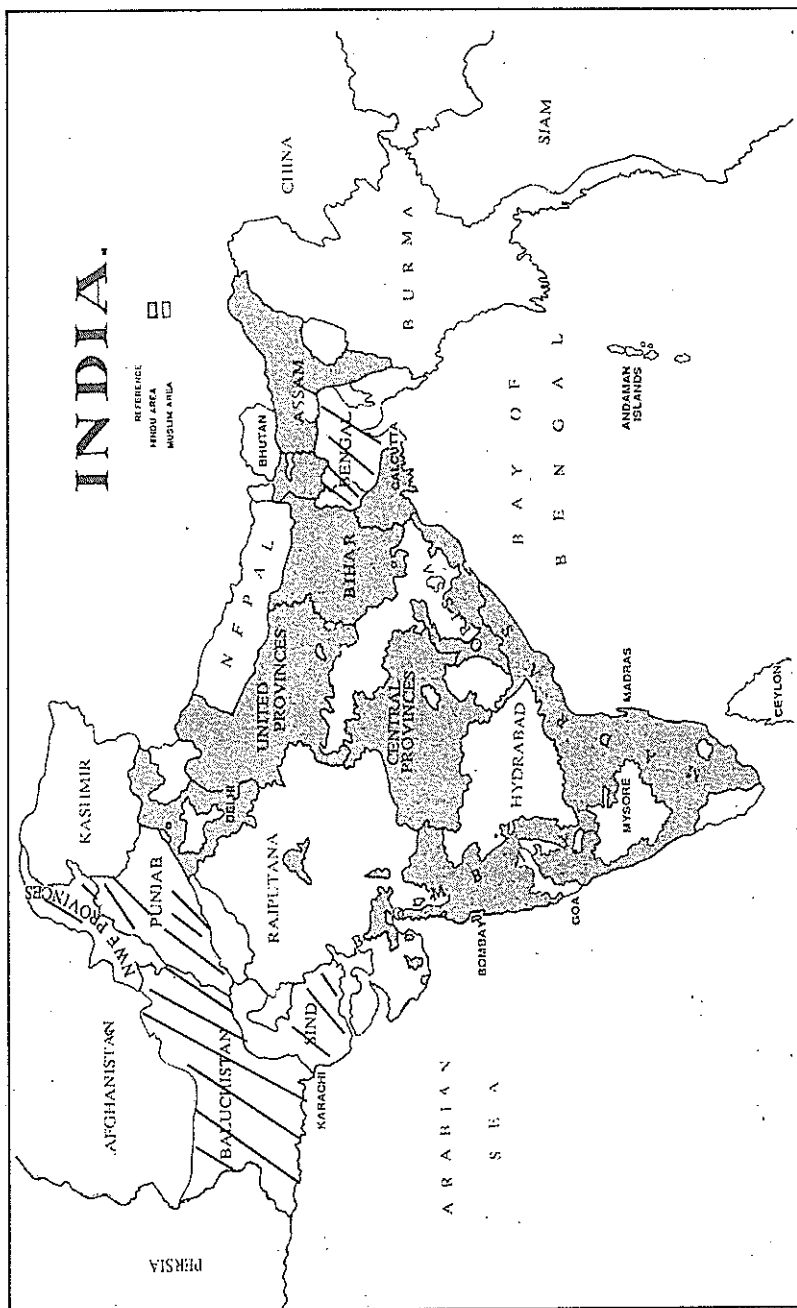 INDIA.
REFERENCE
HINDU AREA
MUSLIM AREA
CHINA
KASHMIR
AFGHANISTAN
NWF PROVINCES
PUNJAB
PERSIA
BALUCHISTAN
SIND
KARACHI
RAJPUTANA
DELHI
NEPAL
BHUTAN
ASSAM
UNITED
PROVINCES
BIHAR
BENGAL
CALCUTTA
BURMA
SIAM
CENTRAL
PROVINCES
HYDRABAD
BOMBAY
GOA
MYSORE
MADRAS
CEYLON
ARABIAN
SEA
BAY OF
BENGAL
ANDAMAN
ISLANDS